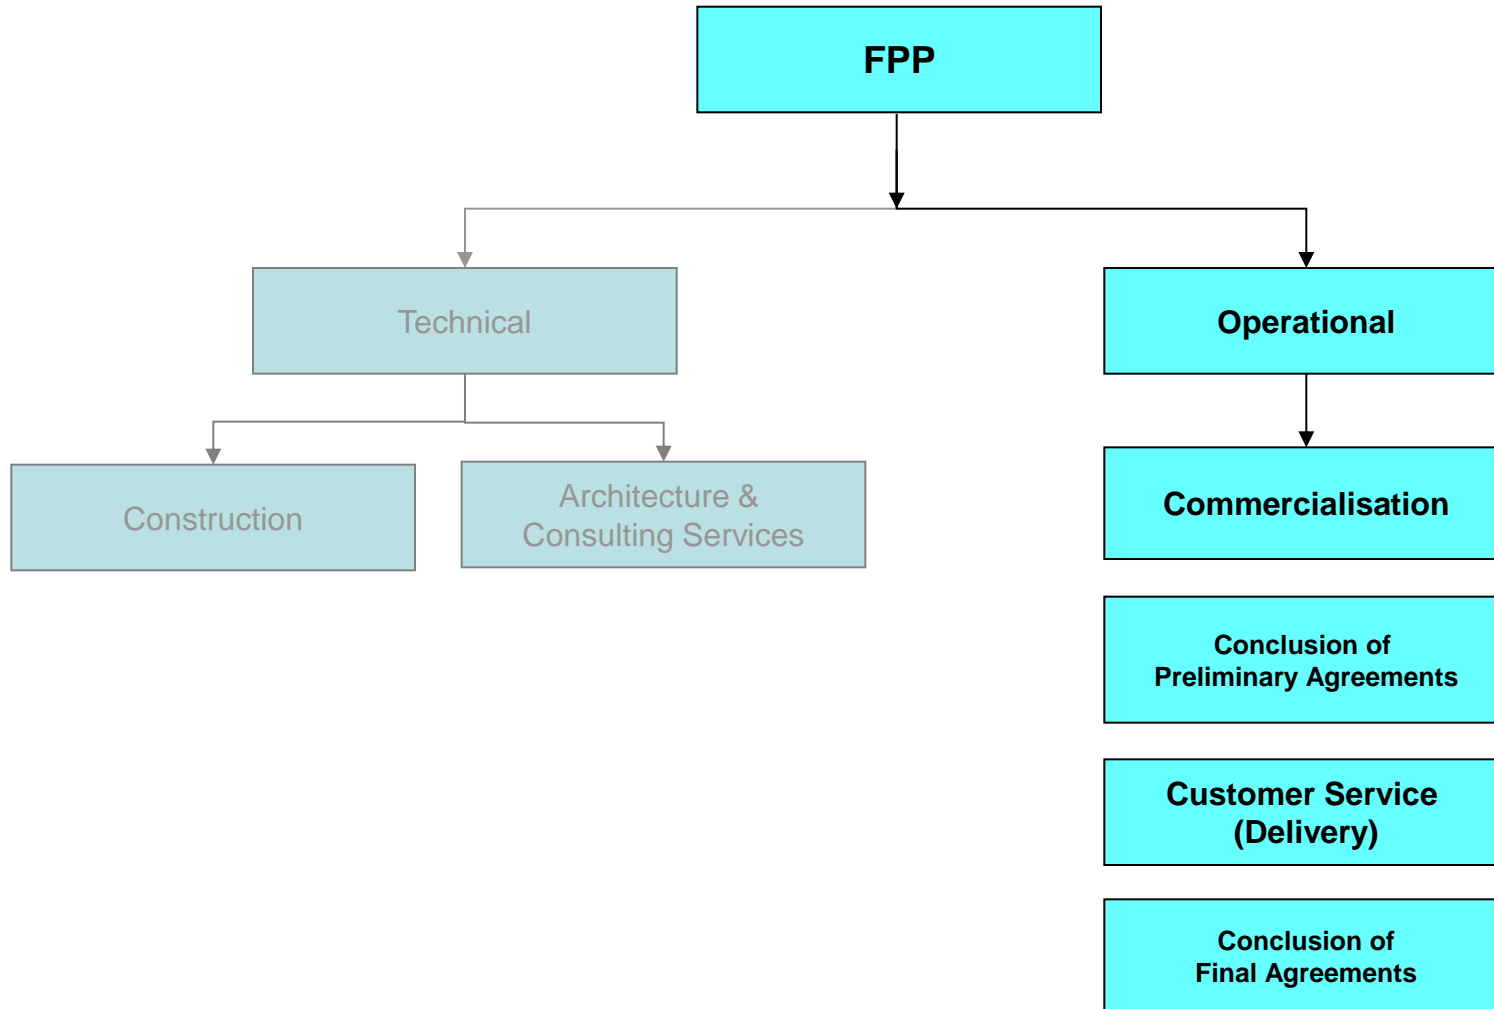 FPP
Technical
Operational
Construction
Architecture &
Consulting Services
Commercialisation
Conclusion of
Preliminary Agreements
Customer Service
(Delivery)
Conclusion of
Final Agreements